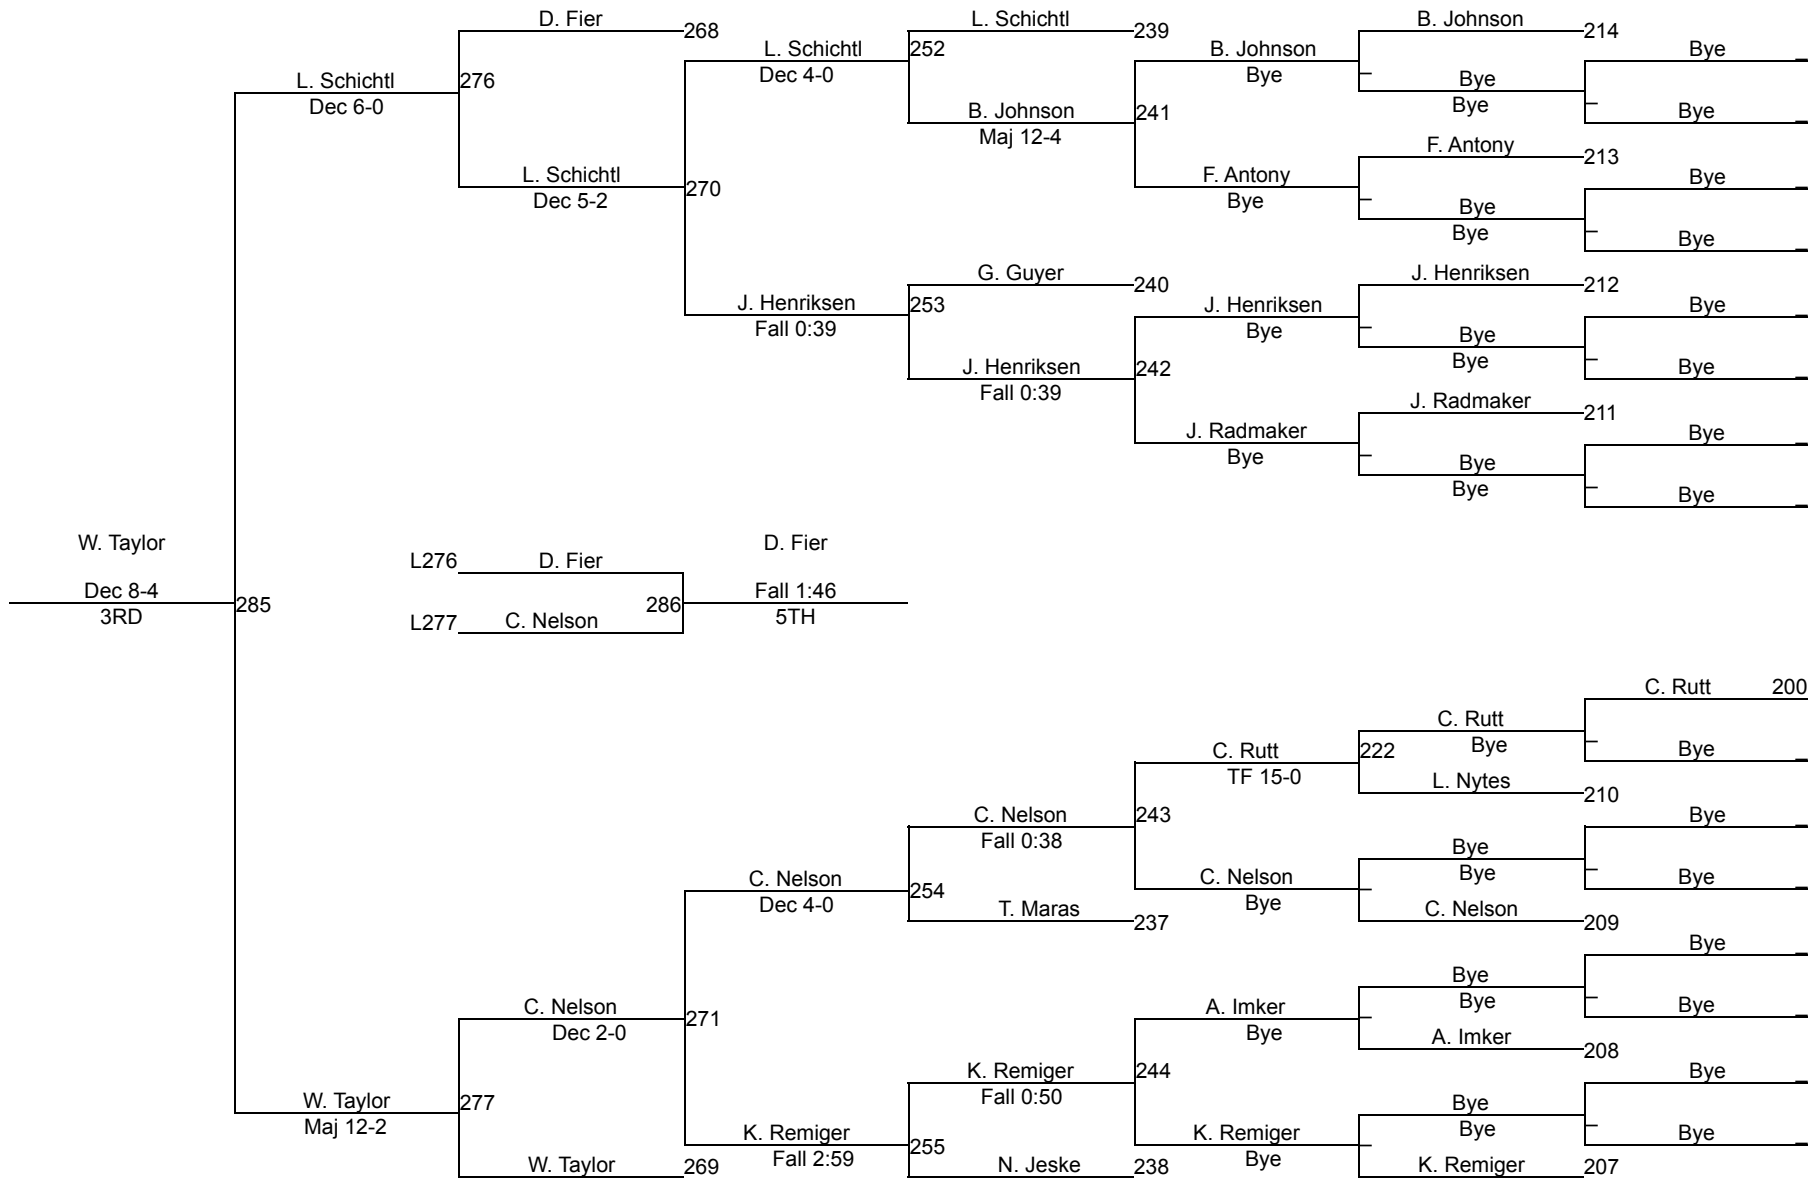 D. Fier
268
L. Schichtl
239
B. Johnson
214
L. Schichtl
Dec 4-0
252
B. Johnson
Bye
Bye
L. Schichtl
Dec 6-0
276
Bye
Bye
B. Johnson
Maj 12-4
241
Bye
F. Antony
213
L. Schichtl
Dec 5-2
270
F. Antony
Bye
Bye
Bye
Bye
Bye
G. Guyer
240
J. Henriksen
212
J. Henriksen
Fall 0:39
253
J. Henriksen
Bye
Bye
Bye
Bye
J. Henriksen
Fall 0:39
242
Bye
J. Radmaker
211
J. Radmaker
Bye
Bye
Bye
Bye
Bye
W. Taylor
Dec 8-4
3RD
285
L276
D. Fier
L277
C. Nelson
286
D. Fier
Fall 1:46
5TH
C. Rutt
200
C. Rutt
Bye
C. Rutt
TF 15-0
222
Bye
L. Nytes
210
C. Nelson
Fall 0:38
243
Bye
Bye
Bye
C. Nelson
Dec 4-0
254
C. Nelson
Bye
Bye
T. Maras
237
C. Nelson
209
Bye
Bye
Bye
C. Nelson
Dec 2-0
271
A. Imker
Bye
Bye
A. Imker
208
K. Remiger
Fall 0:50
244
Bye
W. Taylor
Maj 12-2
277
Bye
Bye
K. Remiger
Fall 2:59
255
K. Remiger
Bye
Bye
W. Taylor
269
N. Jeske
238
K. Remiger
207